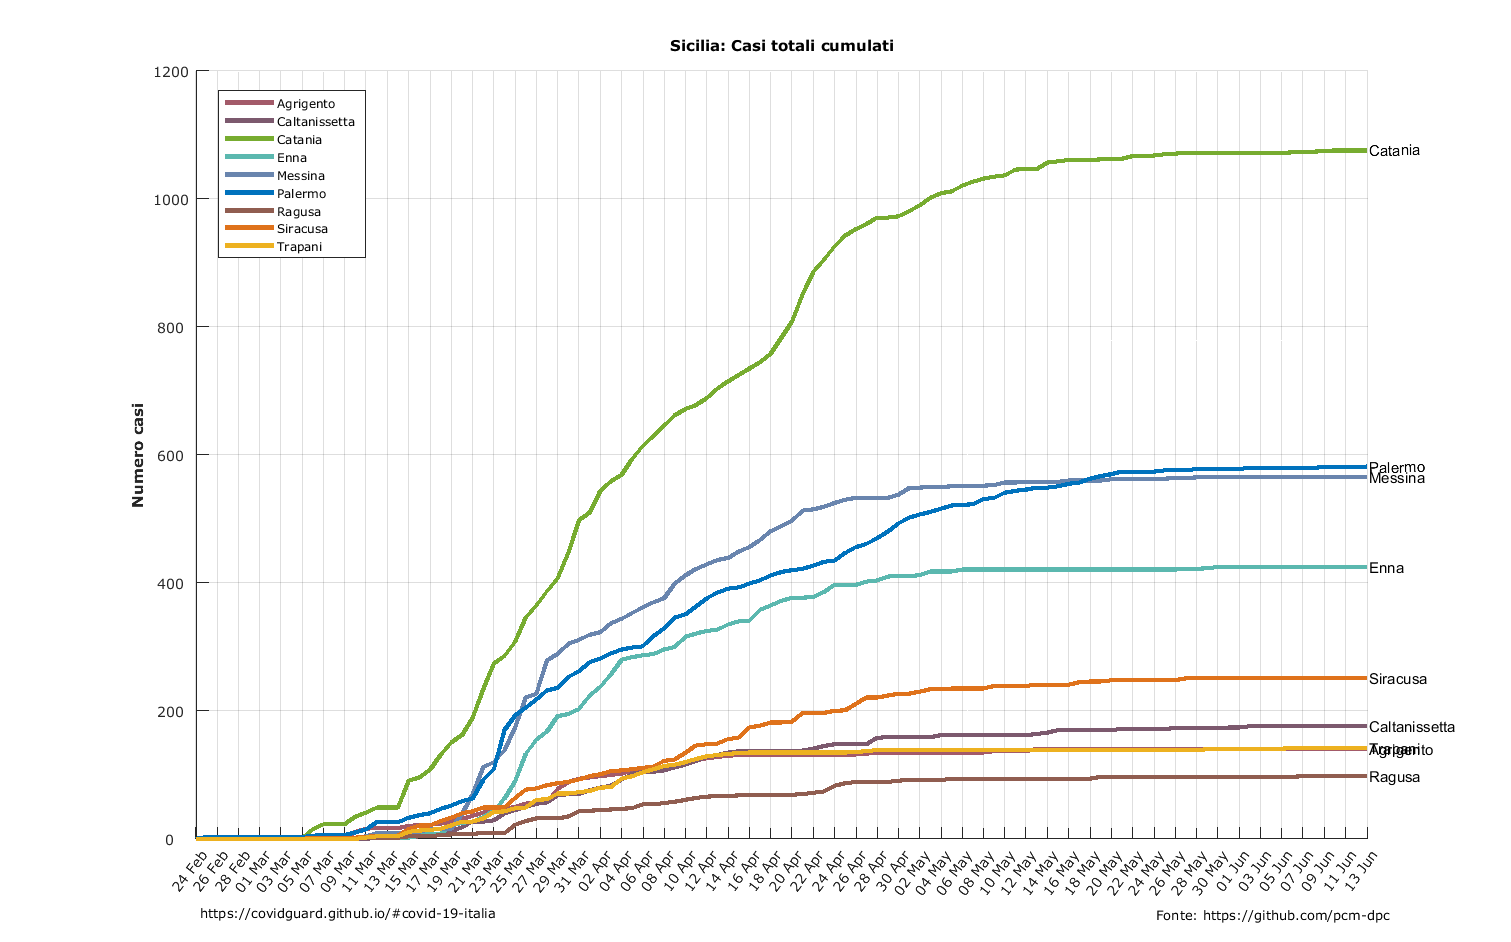 Sicilia: Casi totali cumulati
Numero casi
1200
1000
800
600
400
200
0
Agrigento
Caltanissetta
Catania
Enna
Messina
Palermo
Ragusa
Siracusa
Trapani
Catania
Palermo
Messina
Enna
Siracusa
Caltanissetta
Trapani
Agrigento
Ragusa
24 Feb
26 Feb
28 Feb
01 Mar
03 Mar
05 Mar
07 Mar
09 Mar
11 Mar
13 Mar
15 Mar
17 Mar
19 Mar
21 Mar
23 Mar
25 Mar
27 Mar
29 Mar
31 Mar
02 Apr
04 Apr
06 Apr
08 Apr
10 Apr
12 Apr
14 Apr
16 Apr
18 Apr
20 Apr
22 Apr
24 Apr
26 Apr
28 Apr
30 Apr
02 May
04 May
06 May
08 May
10 May
12 May
14 May
16 May
18 May
20 May
22 May
24 May
26 May
28 May
30 May
01 Jun
03 Jun
05 Jun
07 Jun
09 Jun
11 Jun
13 Jun
https://covidguard.github.io/#covid-19-italia
Fonte: https://github.com/pcm-dpc